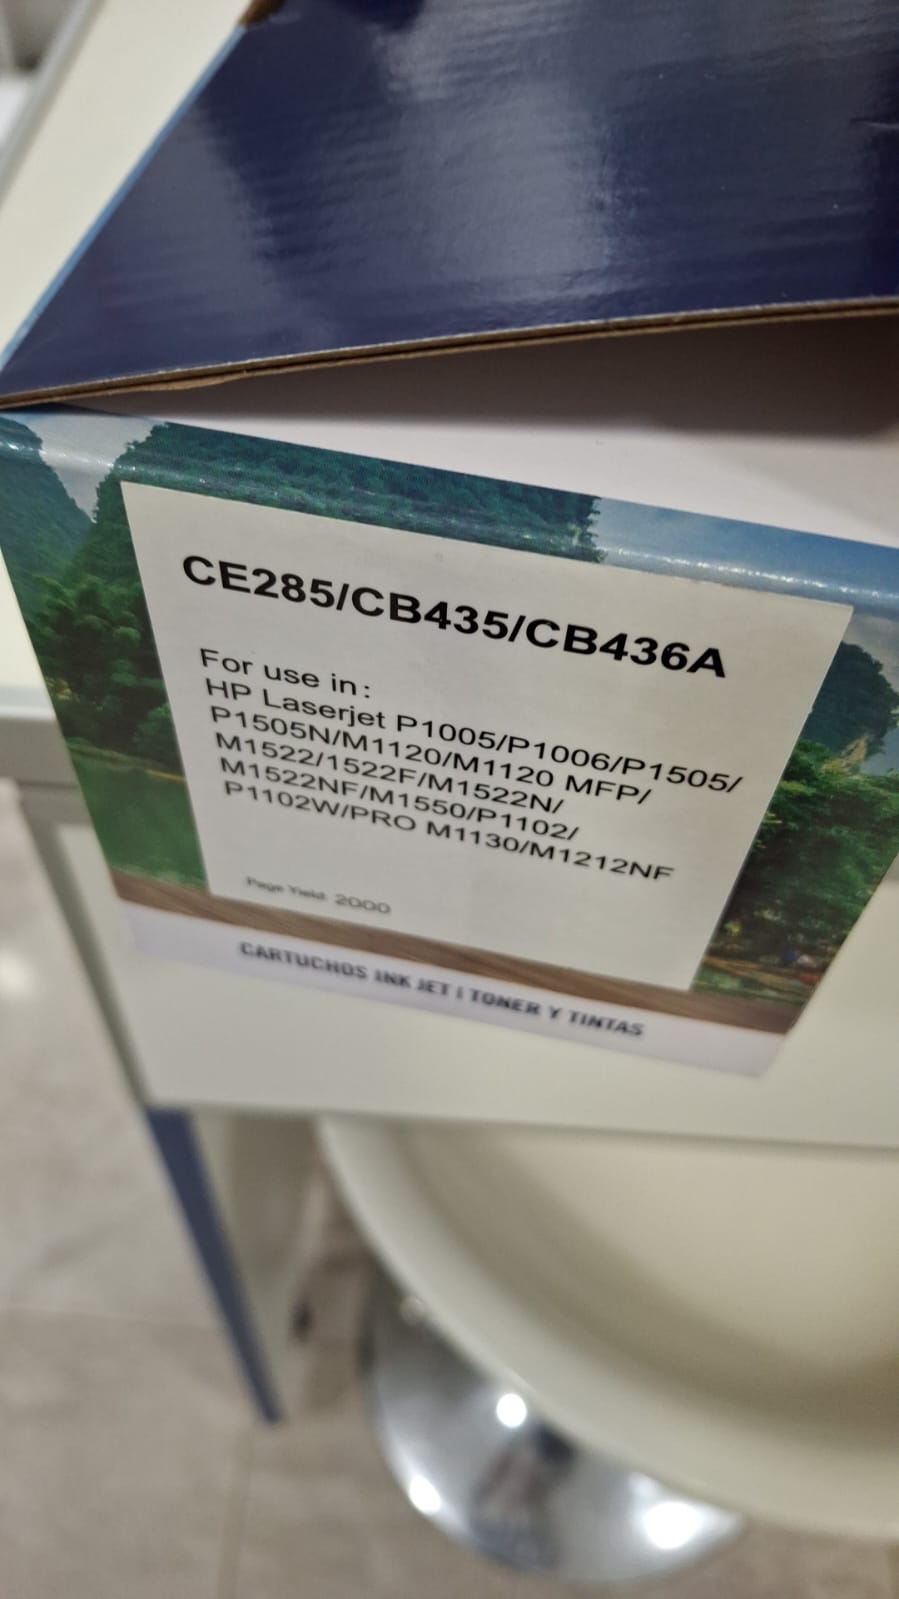 CE285/CB435/CB436A
For use in:
HP Laserjet P1005/P1006/P1505/
P1505N/M1120/M1120 MFP/
M1522/1522F/M1522N/
M1522NF/M1550/P1102/
P1102W/PRO M1130/M1212NF
Page Yield: 2000
CARTUCHOS INK JET | TONER Y TINTAS